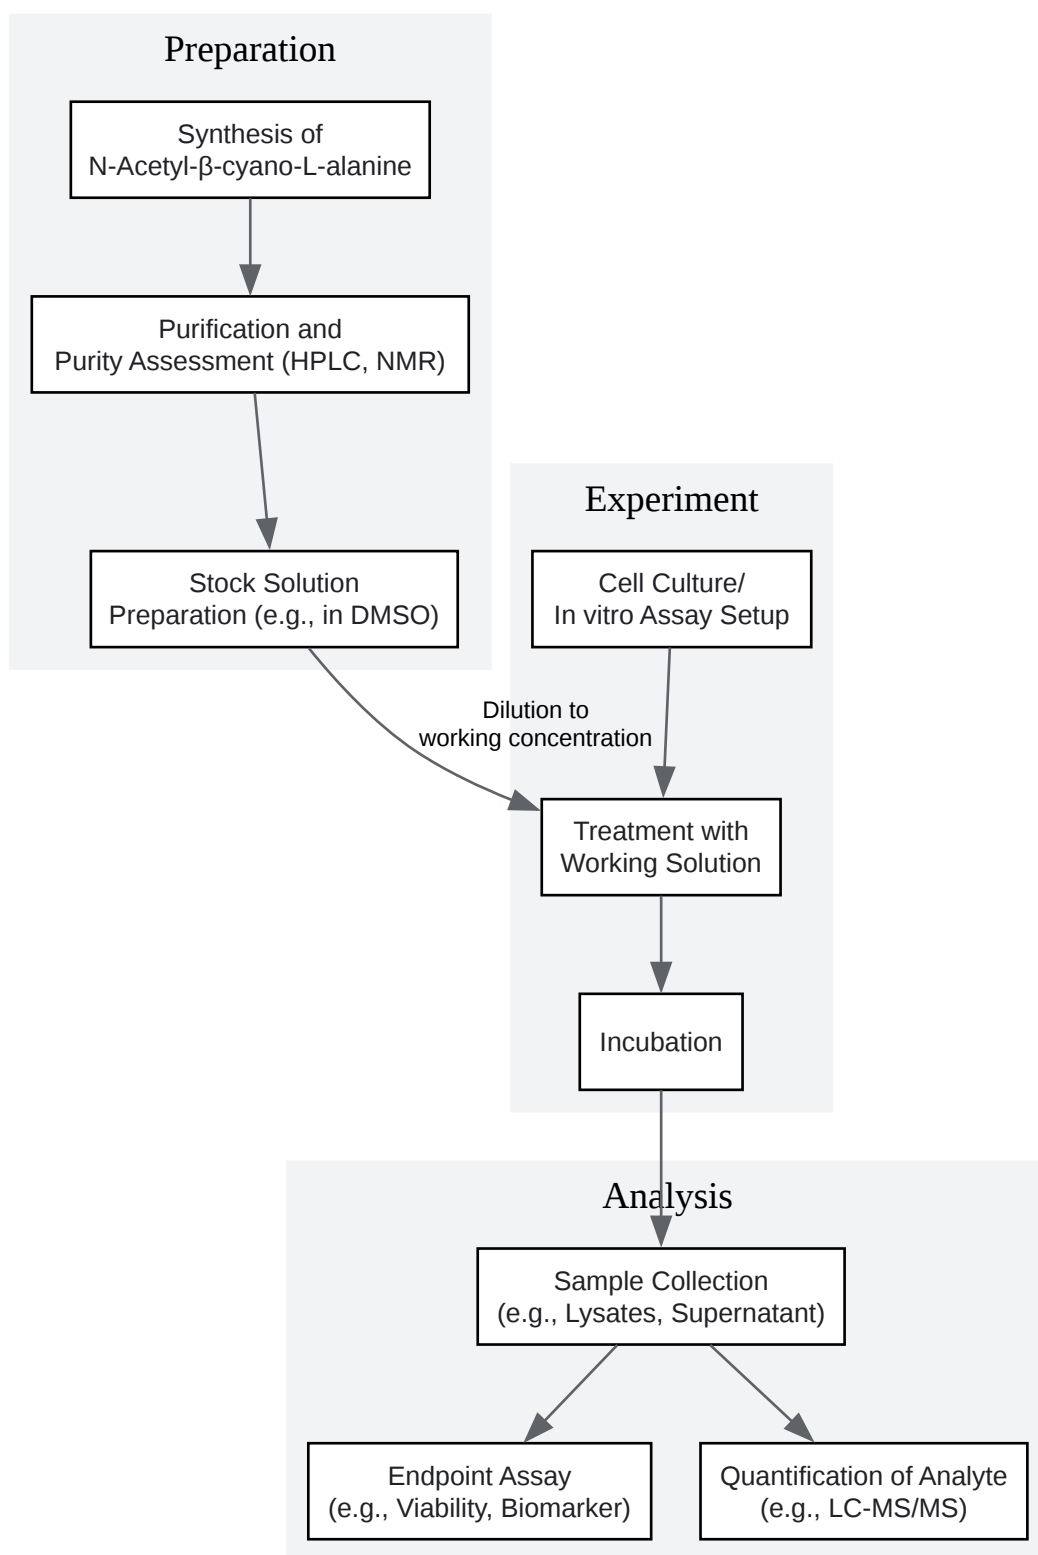 Preparation
Synthesis of
N-Acetyl-β-cyano-L-alanine
Purification and
Purity Assessment (HPLC, NMR)
Stock Solution
Preparation (e.g., in DMSO)
Experiment
Cell Culture/
In vitro Assay Setup
Dilution to
working concentration
Treatment with
Working Solution
Incubation
Analysis
Sample Collection
(e.g., Lysates, Supernatant)
Endpoint Assay
(e.g., Viability, Biomarker)
Quantification of Analyte
(e.g., LC-MS/MS)